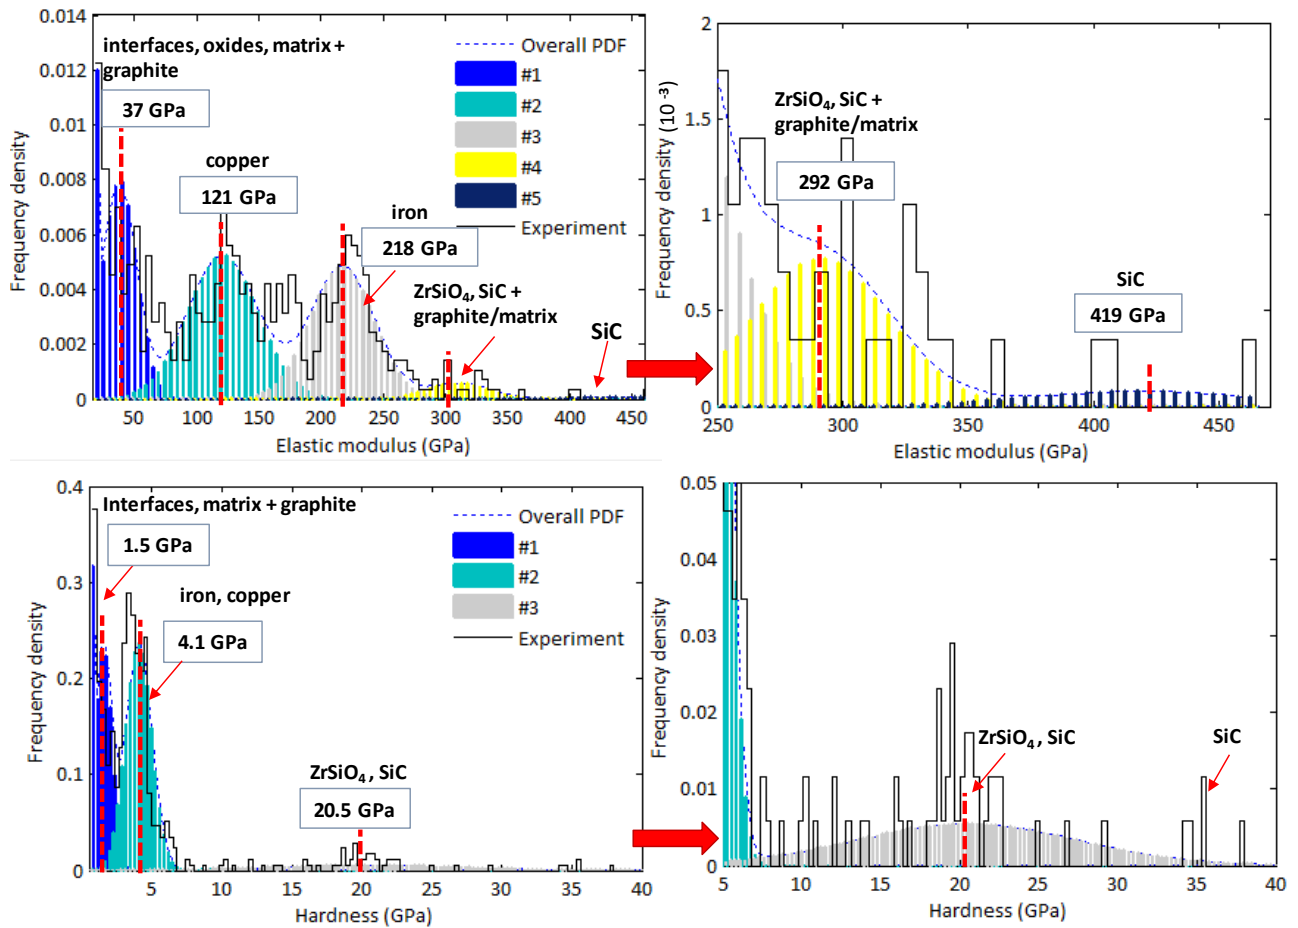 0.014
0.012
0.01
0.008
0.006
0.004
0.002
0
Frequency density
50
100
150
200
250
300
350
400
450
Elastic modulus (GPa)
interfaces, oxides, matrix +
graphite
37 GPa
copper
121 GPa
iron
218 GPa
ZrSiO₄, SiC +
graphite/matrix
SiC
Overall PDF
#1
#2
#3
#4
#5
Experiment
2
1.5
1
0.5
0
Frequency density (10⁻³)
250
300
350
400
450
Elastic modulus (GPa)
ZrSiO₄, SiC +
graphite/matrix
292 GPa
SiC
419 GPa
0.4
0.3
0.2
0.1
0
Frequency density
5
10
15
20
25
30
35
40
Hardness (GPa)
Interfaces, matrix + graphite
1.5 GPa
iron, copper
4.1 GPa
ZrSiO₄, SiC
20.5 GPa
Overall PDF
#1
#2
#3
Experiment
0.05
0.04
0.03
0.02
0.01
0
Frequency density
5
10
15
20
25
30
35
40
Hardness (GPa)
ZrSiO₄, SiC
SiC